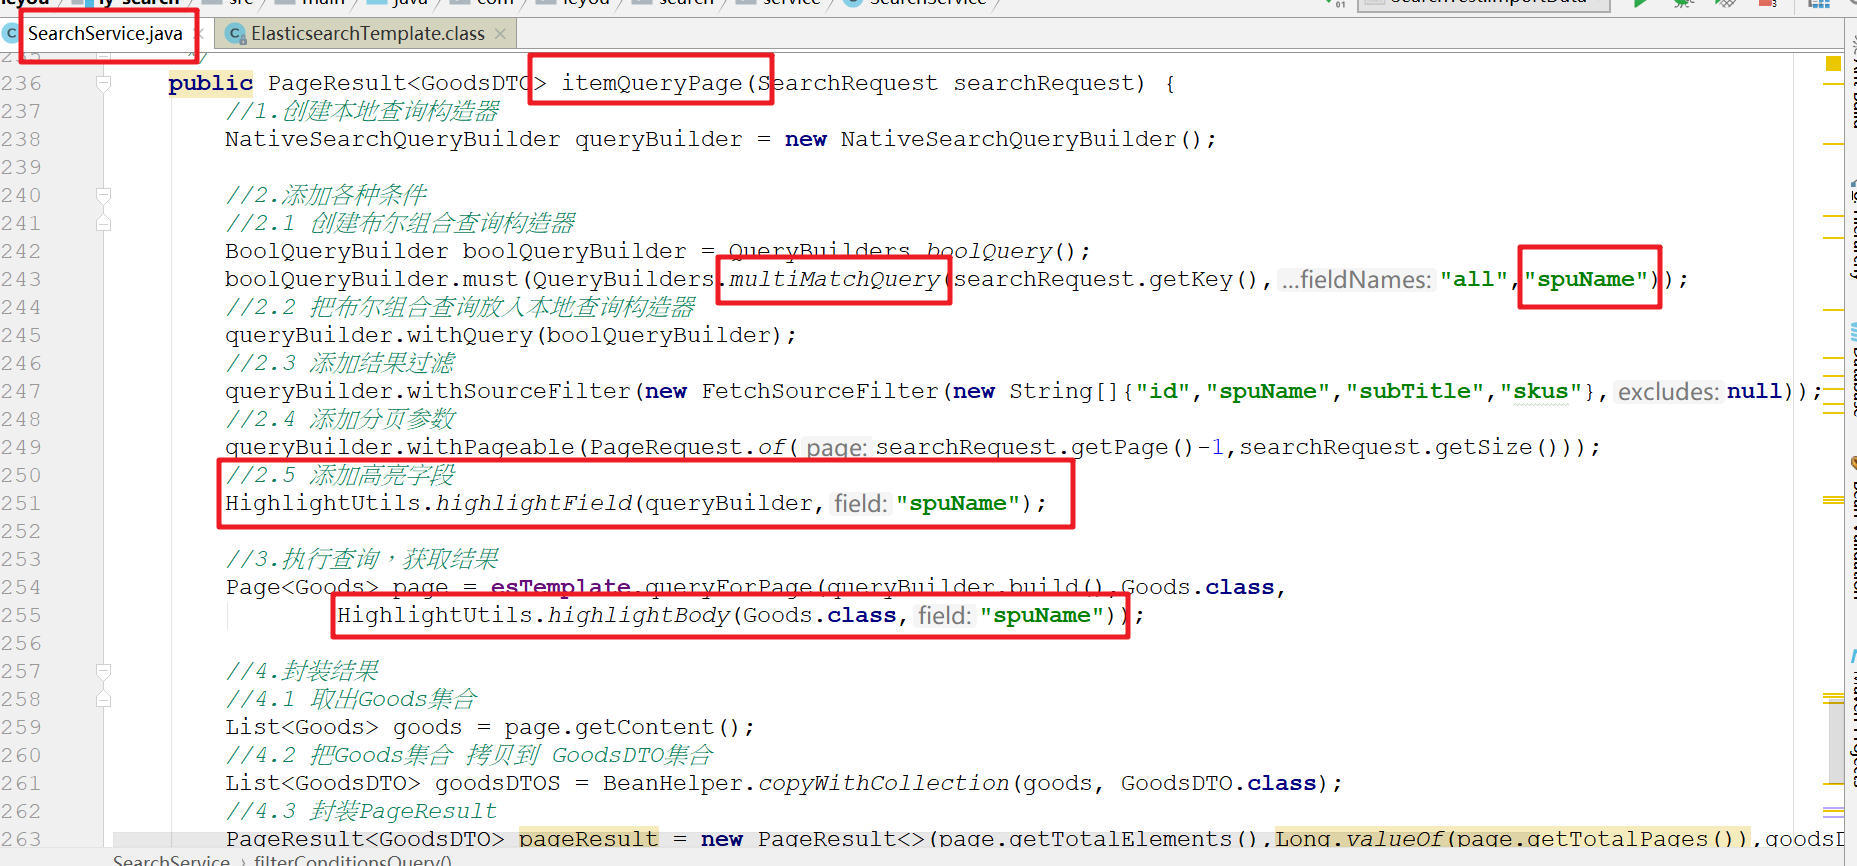 leyou ly-search src main java com leyou search service SearchService SearchTest.importData
SearchService.java ElasticsearchTemplate.class
235 */
236 public PageResult<GoodsDTO> itemQueryPage(SearchRequest searchRequest) {
237 //1.创建本地查询构造器
238 NativeSearchQueryBuilder queryBuilder = new NativeSearchQueryBuilder();
239
240 //2.添加各种条件
241 //2.1 创建布尔组合查询构造器
242 BoolQueryBuilder boolQueryBuilder = QueryBuilders.boolQuery();
243 boolQueryBuilder.must(QueryBuilders.multiMatchQuery(searchRequest.getKey(), ...fieldNames: "all","spuName"));
244 //2.2 把布尔组合查询放入本地查询构造器
245 queryBuilder.withQuery(boolQueryBuilder);
246 //2.3 添加结果过滤
247 queryBuilder.withSourceFilter(new FetchSourceFilter(new String[]{"id","spuName","subTitle","skus"}, excludes: null));
248 //2.4 添加分页参数
249 queryBuilder.withPageable(PageRequest.of( page: searchRequest.getPage()-1,searchRequest.getSize()));
250 //2.5 添加高亮字段
251 HighlightUtils.highlightField(queryBuilder, field: "spuName");
252
253 //3.执行查询，获取结果
254 Page<Goods> page = esTemplate.queryForPage(queryBuilder.build(),Goods.class,
255 HighlightUtils.highlightBody(Goods.class, field: "spuName"));
256
257 //4.封装结果
258 //4.1 取出Goods集合
259 List<Goods> goods = page.getContent();
260 //4.2 把Goods集合 拷贝到 GoodsDTO集合
261 List<GoodsDTO> goodsDTOS = BeanHelper.copyWithCollection(goods, GoodsDTO.class);
262 //4.3 封装PageResult
263 PageResult<GoodsDTO> pageResult = new PageResult<>(page.getTotalElements(),Long.valueOf(page.getTotalPages()),goodsD
SearchService › filterConditionsQuery()
Ant Build
Database
Bean Validation
Maven Projects